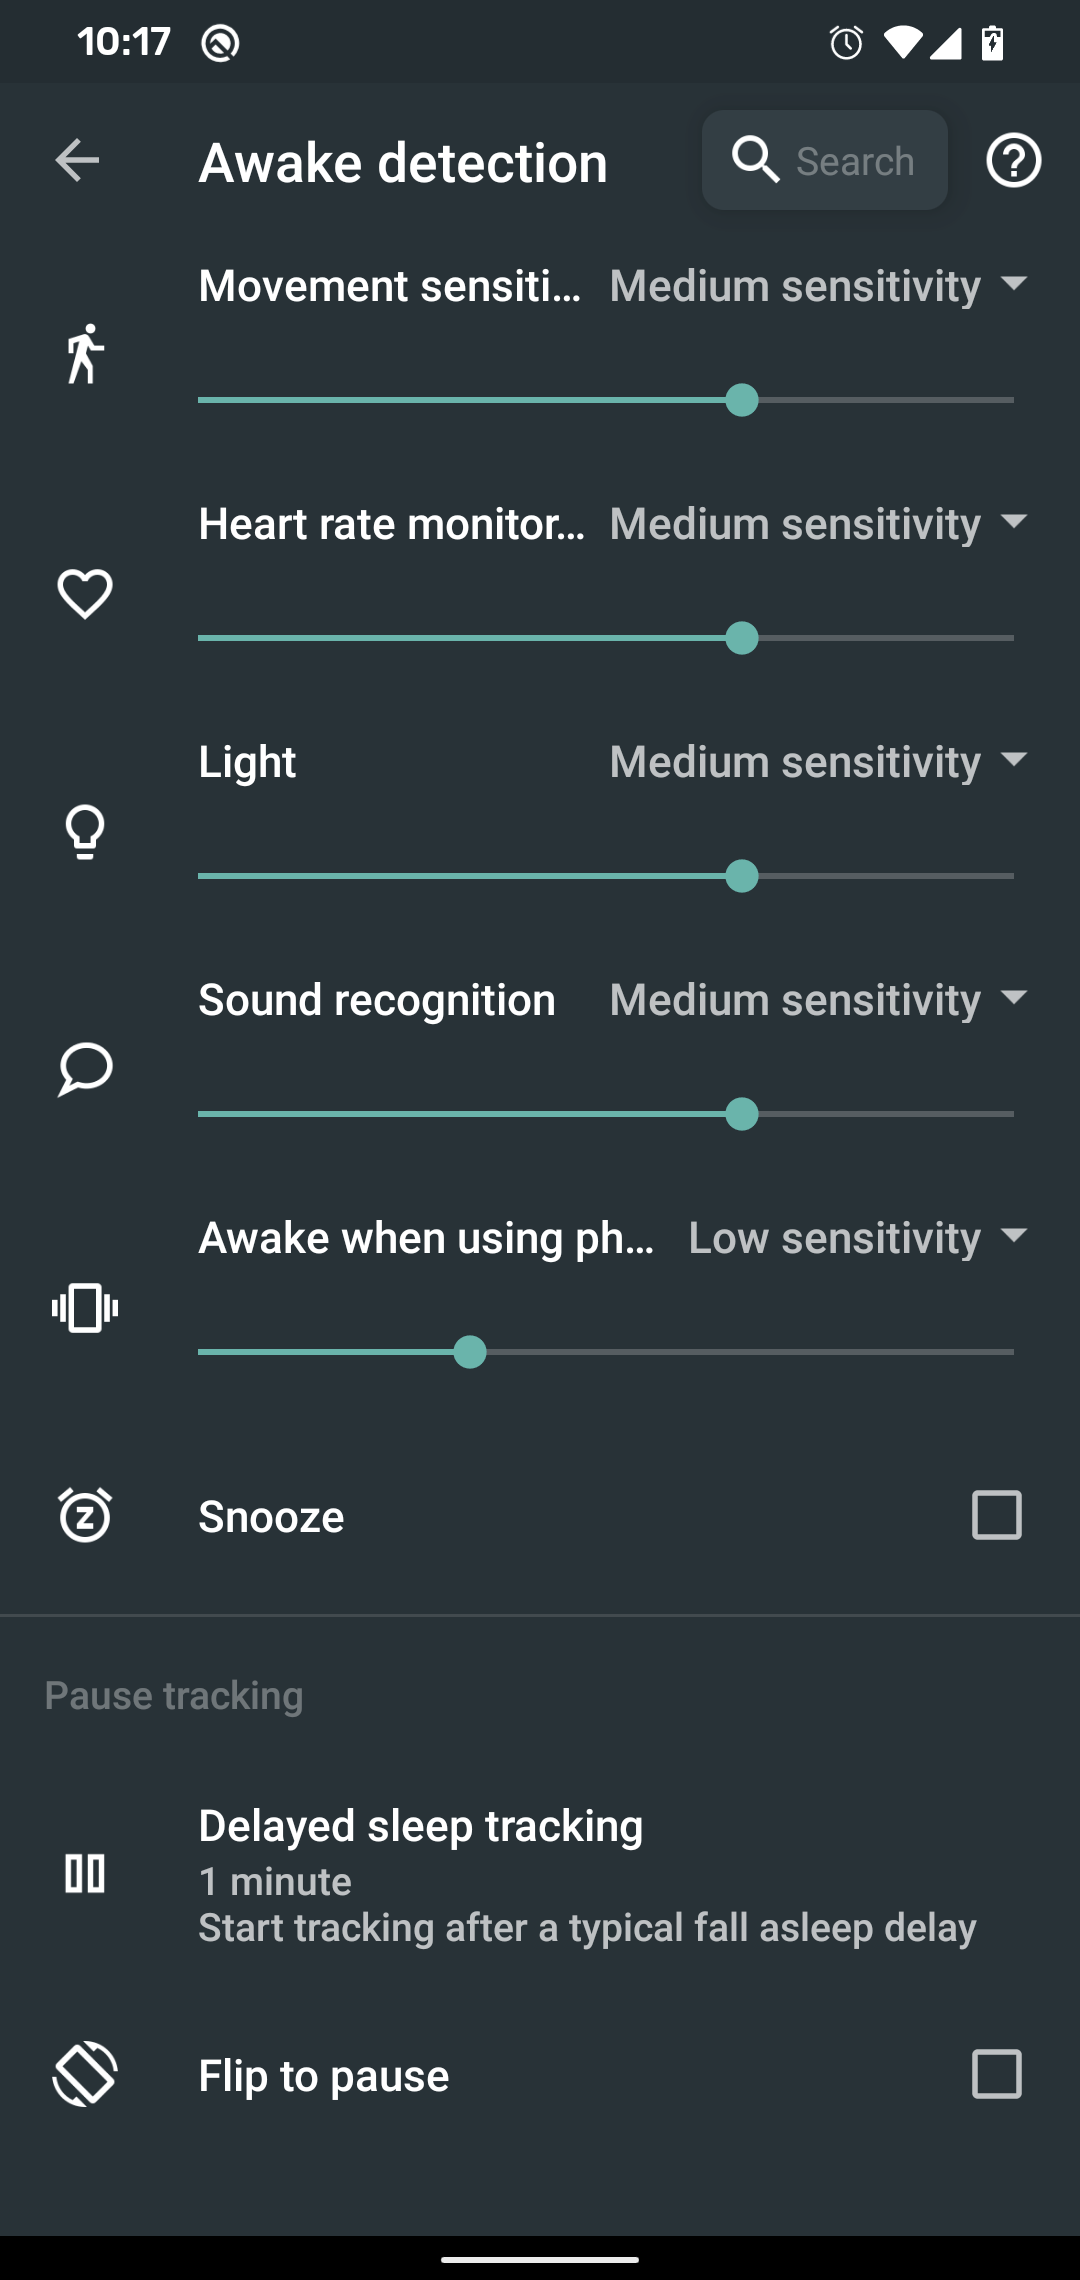 10:17
Awake detection
Search
Movement sensiti...
Medium sensitivity
Heart rate monitor...
Medium sensitivity
Light
Medium sensitivity
Sound recognition
Medium sensitivity
Awake when using ph...
Low sensitivity
Snooze
Pause tracking
Delayed sleep tracking
1 minute
Start tracking after a typical fall asleep delay
Flip to pause